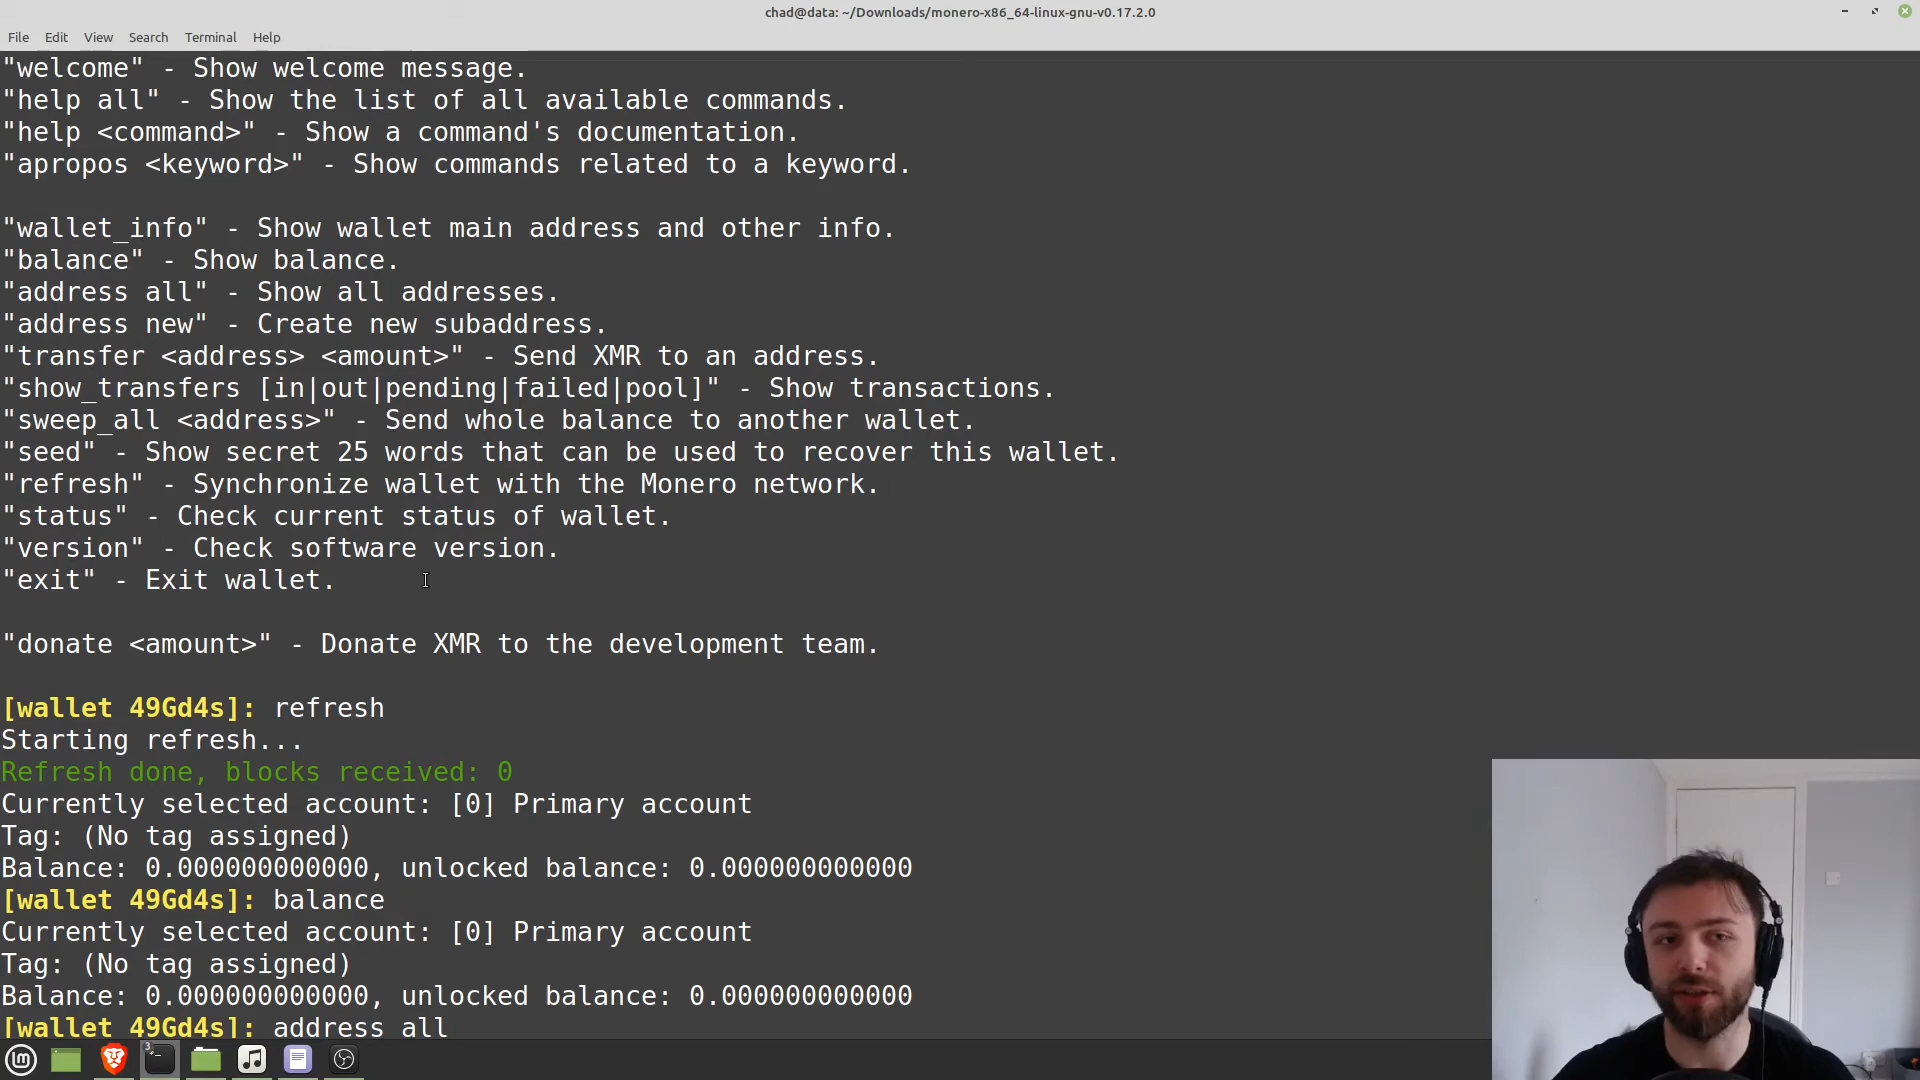 chad@data: ~/Downloads/monero-x86_64-linux-gnu-v0.17.2.0
File Edit View Search Terminal Help
"welcome" - Show welcome message.
"help all" - Show the list of all available commands.
"help <command>" - Show a command's documentation.
"apropos <keyword>" - Show commands related to a keyword.
"wallet_info" - Show wallet main address and other info.
"balance" - Show balance.
"address all" - Show all addresses.
"address new" - Create new subaddress.
"transfer <address> <amount>" - Send XMR to an address.
"show_transfers [in|out|pending|failed|pool]" - Show transactions.
"sweep_all <address>" - Send whole balance to another wallet.
"seed" - Show secret 25 words that can be used to recover this wallet.
"refresh" - Synchronize wallet with the Monero network.
"status" - Check current status of wallet.
"version" - Check software version.
"exit" - Exit wallet.
"donate <amount>" - Donate XMR to the development team.
[wallet 49Gd4s]: refresh
Starting refresh...
Refresh done, blocks received: 0
Currently selected account: [0] Primary account
Tag: (No tag assigned)
Balance: 0.000000000000, unlocked balance: 0.000000000000
[wallet 49Gd4s]: balance
Currently selected account: [0] Primary account
Tag: (No tag assigned)
Balance: 0.000000000000, unlocked balance: 0.000000000000
[wallet 49Gd4s]: address all
3